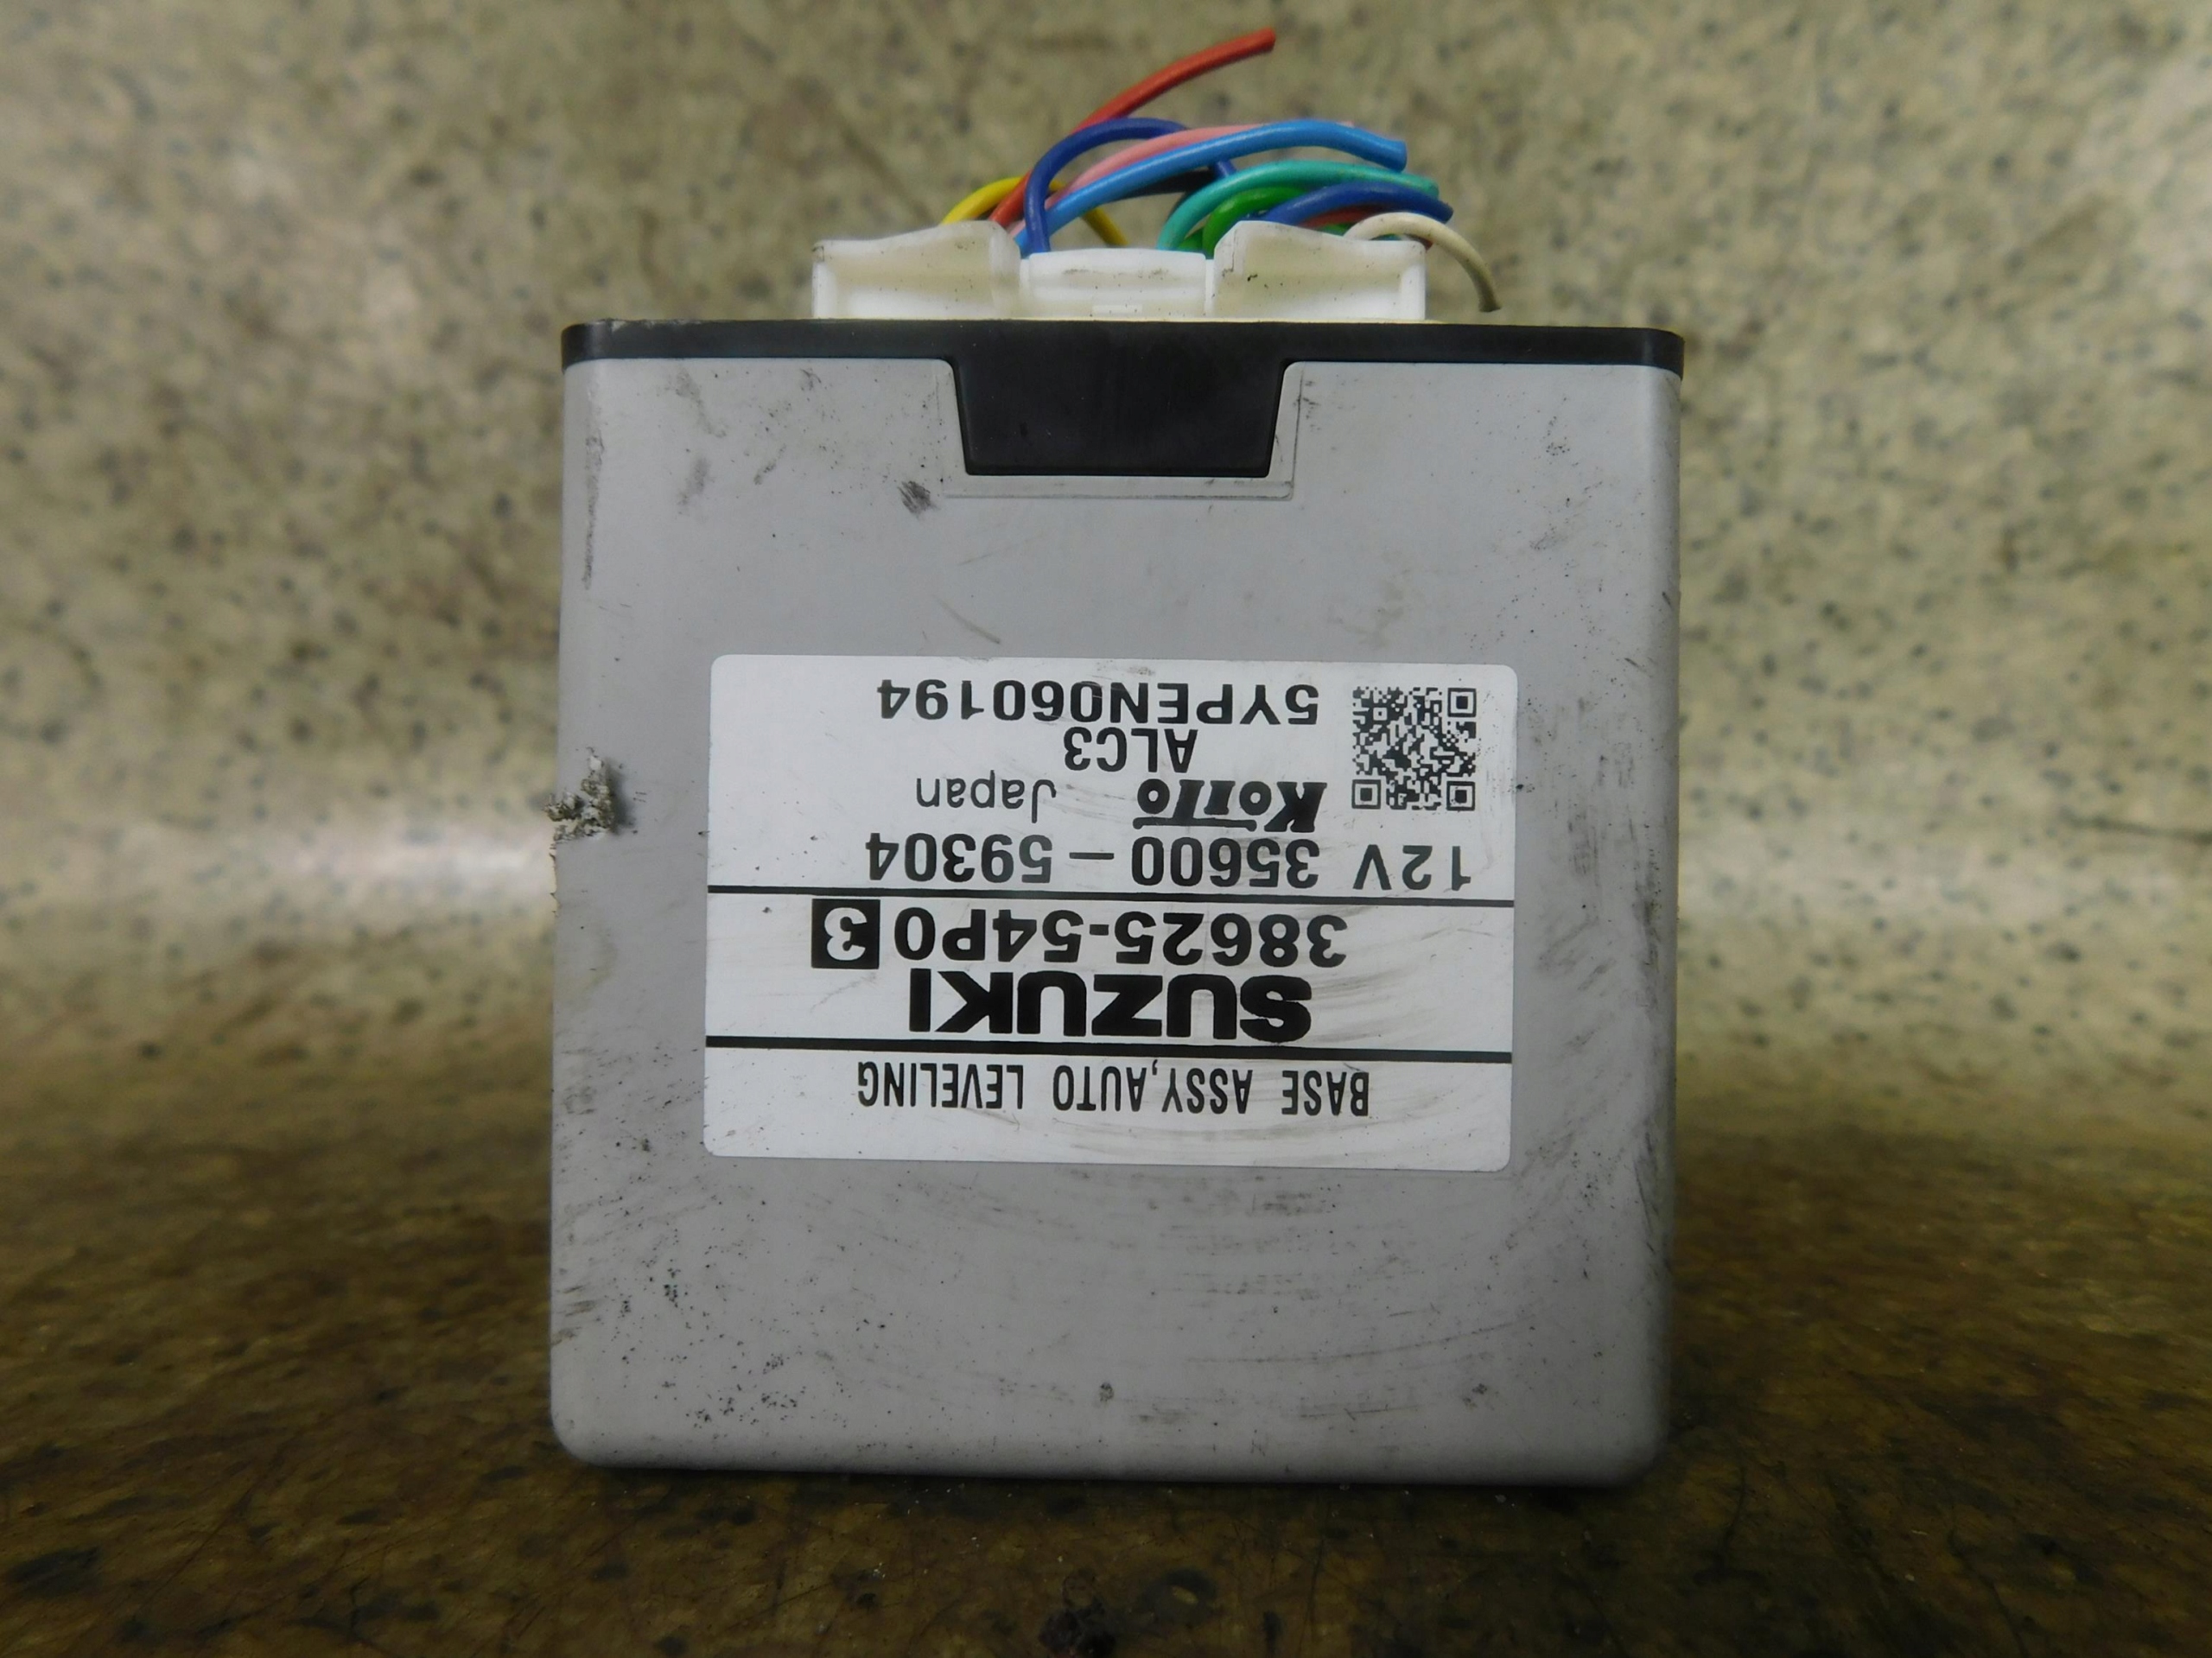 BASE ASSY,AUTO LEVELING
SUZUKI
38625-54P0 3
12V 35600-59304
KOITO Japan
ALC3
5YPEN060194